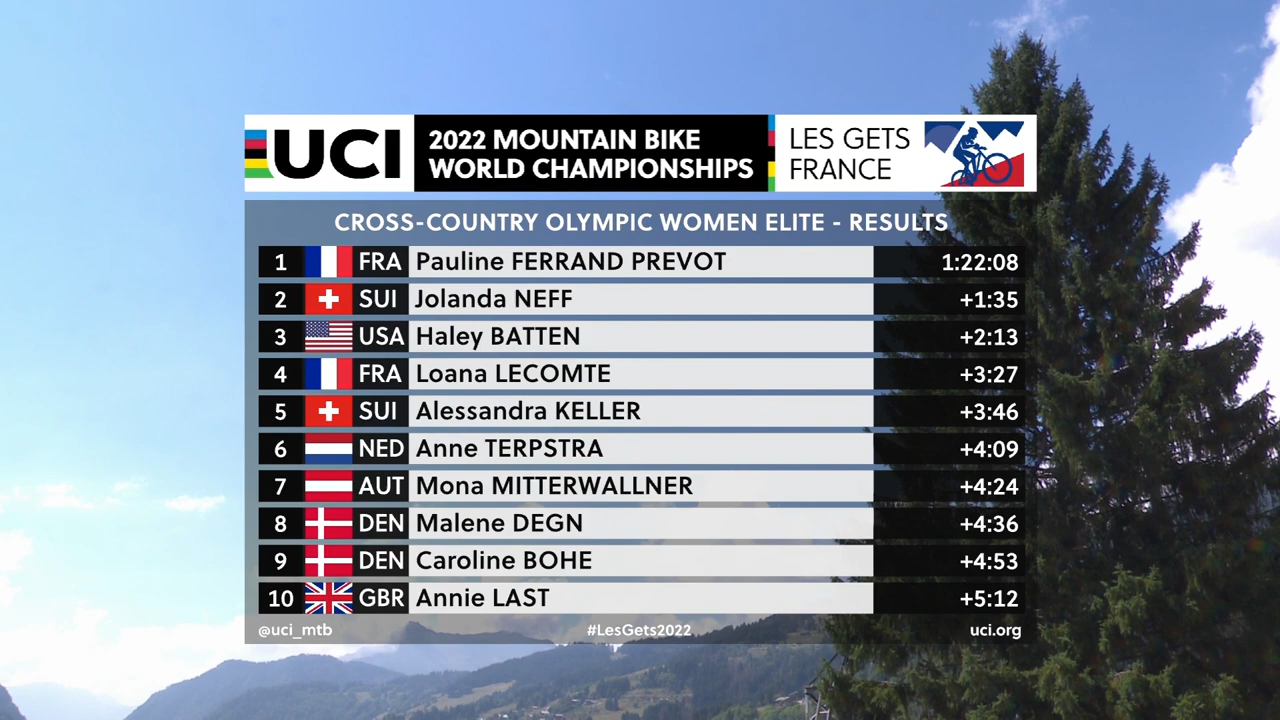 UCI
2022 MOUNTAIN BIKE
WORLD CHAMPIONSHIPS
LES GETS
FRANCE
CROSS-COUNTRY OLYMPIC WOMEN ELITE - RESULTS
1 FRA Pauline FERRAND PREVOT 1:22:08
2 SUI Jolanda NEFF +1:35
3 USA Haley BATTEN +2:13
4 FRA Loana LECOMTE +3:27
5 SUI Alessandra KELLER +3:46
6 NED Anne TERPSTRA +4:09
7 AUT Mona MITTERWALLNER +4:24
8 DEN Malene DEGN +4:36
9 DEN Caroline BOHE +4:53
10 GBR Annie LAST +5:12
@uci_mtb #LesGets2022 uci.org